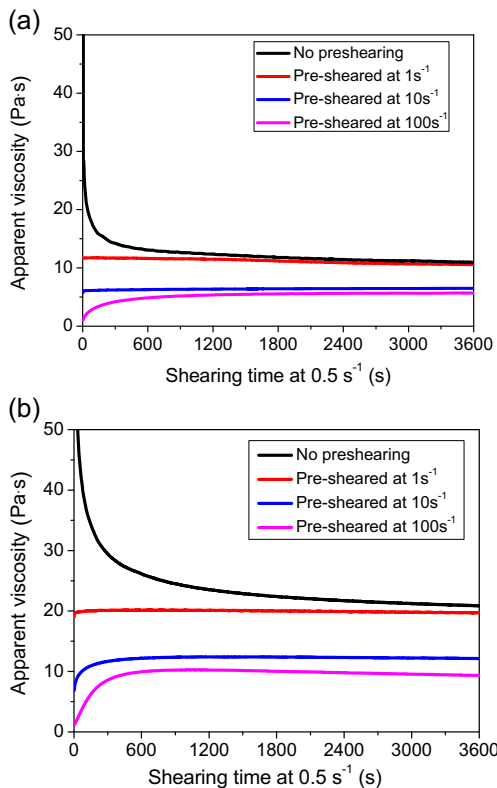 (a)
50
40
30
20
10
0
Apparent viscosity (Pa·s)
No preshearing
Pre-sheared at 1s⁻¹
Pre-sheared at 10s⁻¹
Pre-sheared at 100s⁻¹
0 600 1200 1800 2400 3000 3600
Shearing time at 0.5 s⁻¹ (s)
(b)
50
40
30
20
10
0
Apparent viscosity (Pa·s)
No preshearing
Pre-sheared at 1s⁻¹
Pre-sheared at 10s⁻¹
Pre-sheared at 100s⁻¹
0 600 1200 1800 2400 3000 3600
Shearing time at 0.5 s⁻¹ (s)